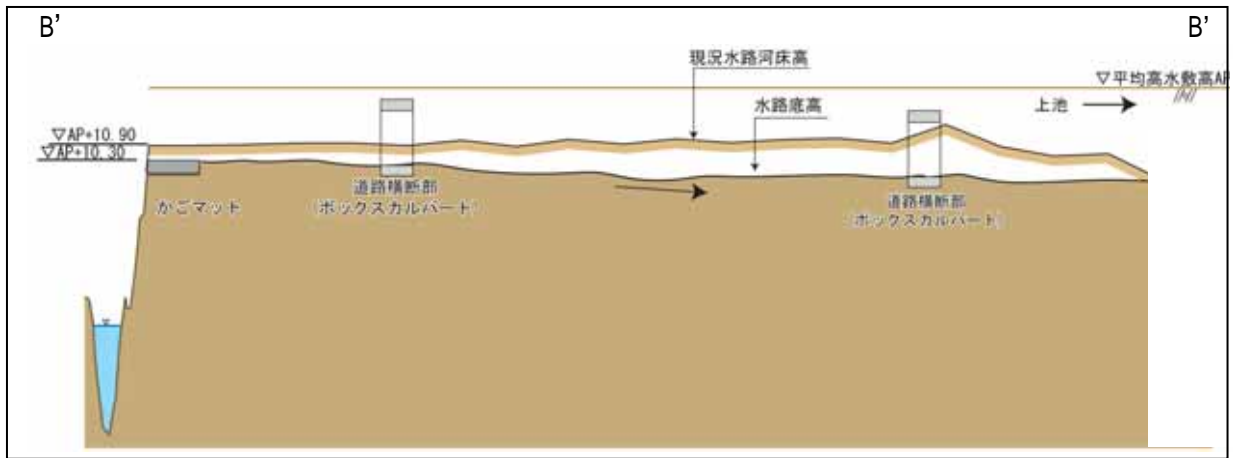 B’
B’
現況水路河床高
▽平均高水敷高AP
水路底高
上池
▽AP+10.90
▽AP+10.30
道路横断部
(ボックスカルバート)
かごマット
道路横断部
(ボックスカルバート)